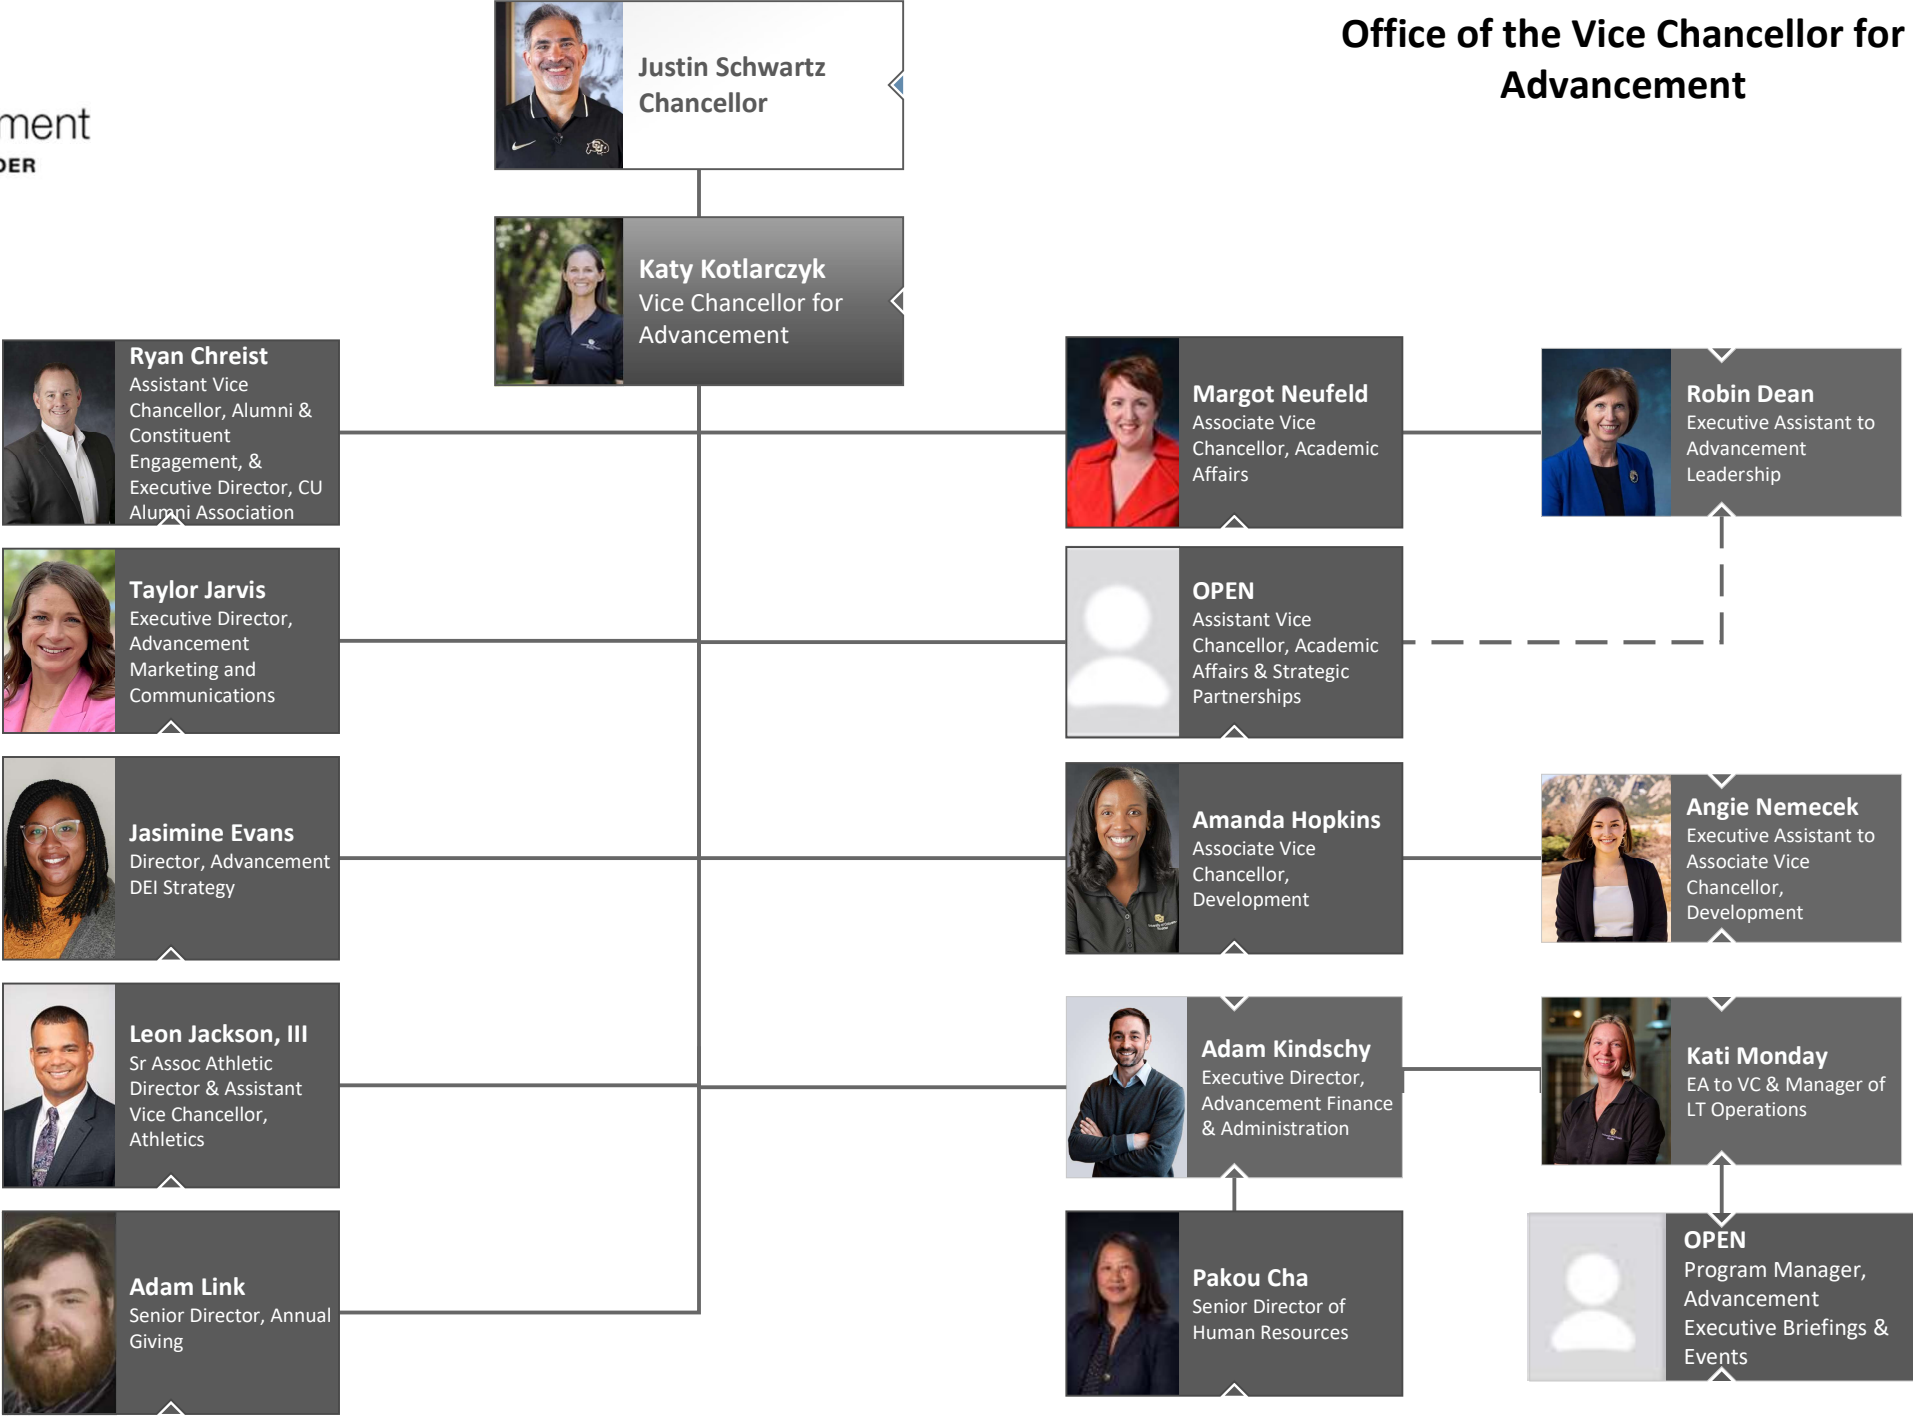 Office of the Vice Chancellor for
Advancement
ment
DER
Justin Schwartz
Chancellor
Katy Kotlarczyk
Vice Chancellor for
Advancement
Ryan Chreist
Assistant Vice
Chancellor, Alumni &
Constituent
Engagement, &
Executive Director, CU
Alumni Association
Margot Neufeld
Associate Vice
Chancellor, Academic
Affairs
Robin Dean
Executive Assistant to
Advancement
Leadership
Taylor Jarvis
Executive Director,
Advancement
Marketing and
Communications
OPEN
Assistant Vice
Chancellor, Academic
Affairs & Strategic
Partnerships
Jasimine Evans
Director, Advancement
DEI Strategy
Amanda Hopkins
Associate Vice
Chancellor,
Development
Angie Nemecek
Executive Assistant to
Associate Vice
Chancellor,
Development
Leon Jackson, III
Sr Assoc Athletic
Director & Assistant
Vice Chancellor,
Athletics
Adam Kindschy
Executive Director,
Advancement Finance
& Administration
Kati Monday
EA to VC & Manager of
LT Operations
Adam Link
Senior Director, Annual
Giving
Pakou Cha
Senior Director of
Human Resources
OPEN
Program Manager,
Advancement
Executive Briefings &
Events